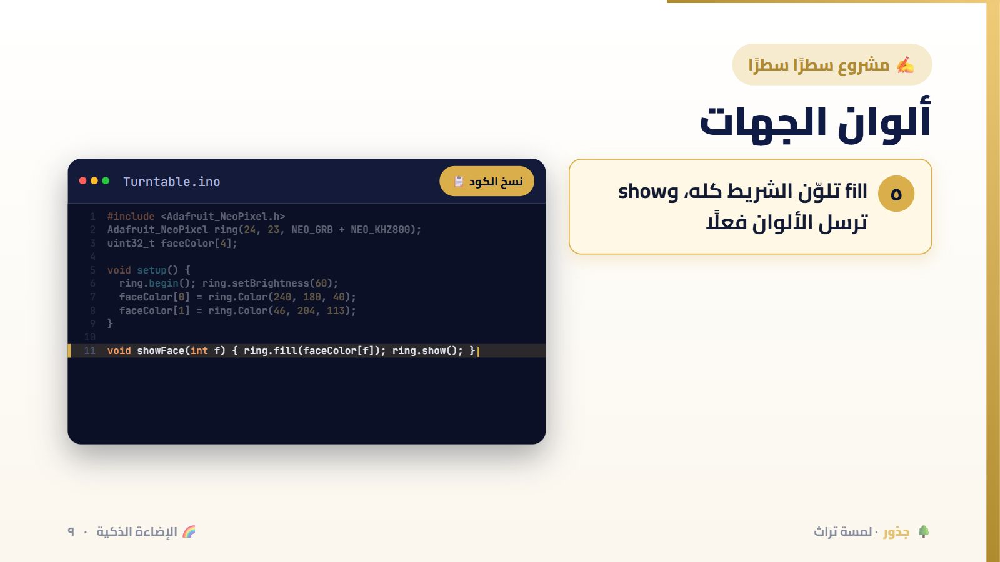 ✍️ مشروع سطرًا سطرًا
ألوان الجهات
٥
fill تلوّن الشريط كله، وshow
ترسل الألوان فعلًا
Turntable.ino
نسخ الكود 📋
1 #include <Adafruit_NeoPixel.h>
2 Adafruit_NeoPixel ring(24, 23, NEO_GRB + NEO_KHZ800);
3 uint32_t faceColor[4];
4
5 void setup() {
6   ring.begin(); ring.setBrightness(60);
7   faceColor[0] = ring.Color(240, 180, 40);
8   faceColor[1] = ring.Color(46, 204, 113);
9 }
10
11 void showFace(int f) { ring.fill(faceColor[f]); ring.show(); }
🌳 جذور · لمسة تراث
🌈 الإضاءة الذكية · ٩